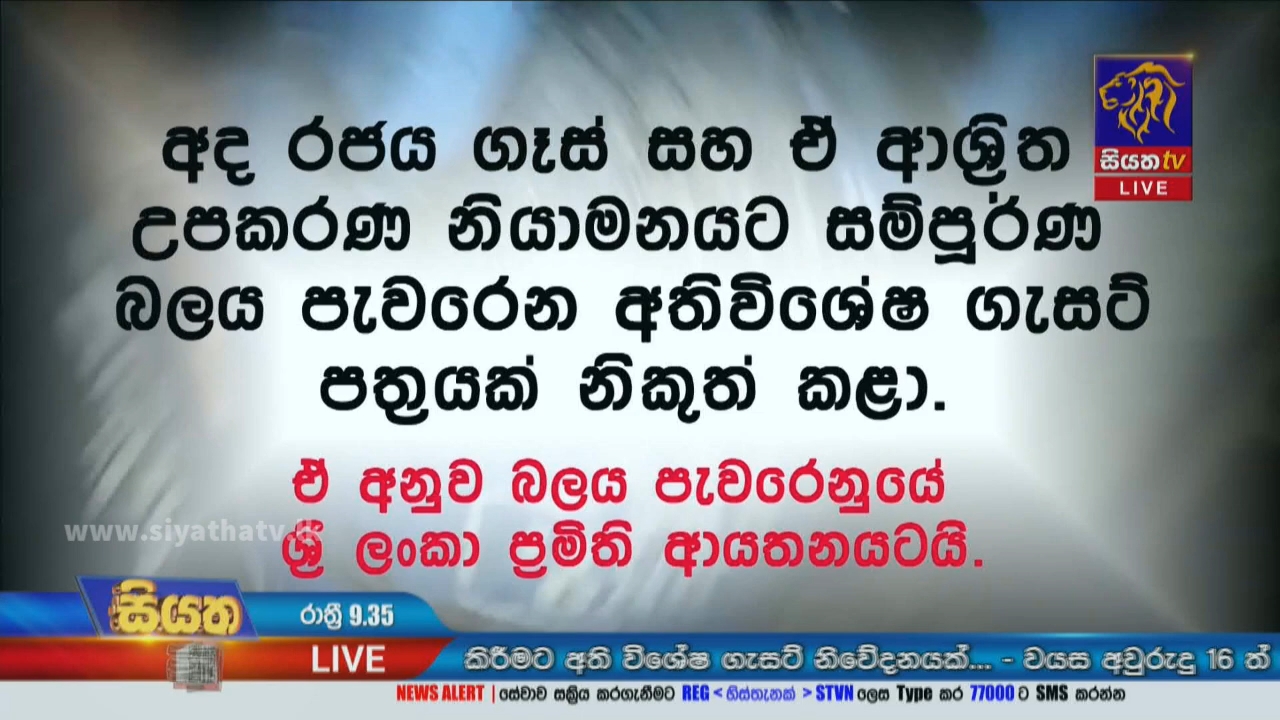 අද රජය ගෑස් සහ ඒ ආශ්‍රිත
උපකරණ නියාමනයට සම්පූර්ණ
බලය පැවරෙන අතිවිශේෂ ගැසට්
පත්‍රයක් නිකුත් කළා.
ඒ අනුව බලය පැවරෙනුයේ
ශ්‍රී ලංකා ප්‍රමිති ආයතනයටයි.
සියත tv
LIVE
www.siyathatv.lk
සියත
රාත්‍රී 9.35
LIVE
කිරීමට අති විශේෂ ගැසට් නිවේදනයක්... - වයස අවුරුදු 16 ත්
NEWS ALERT | සේවාව සක්‍රිය කරගැනීමට REG < හිස්තැනක් > STVN ලෙස Type කර 77000 ට SMS කරන්න